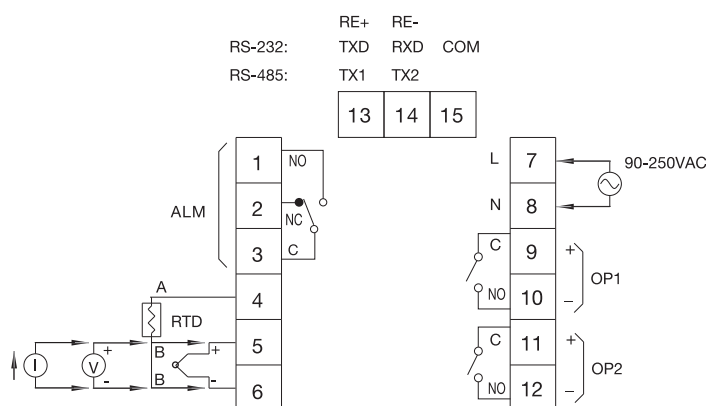 RE+ RE-
RS-232: TXD RXD COM
RS-485: TX1 TX2
13 14 15
1 NO
2 NC
3 C
ALM
4 A
RTD
5 B +
6 B -
I V + -
L 7 90-250VAC
N 8
C 9 +
NO 10 –
OP1
C 11 +
NO 12 –
OP2